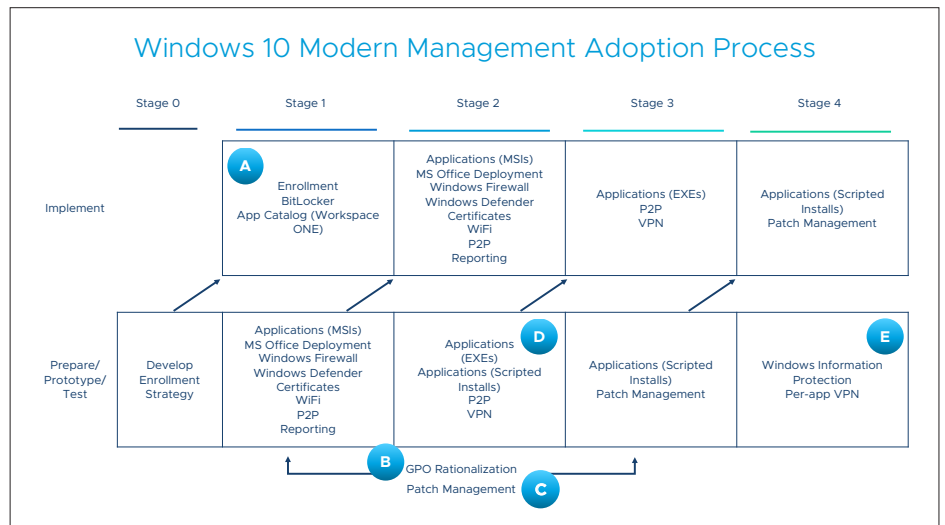 Windows 10 Modern Management Adoption Process
Stage 0
Stage 1
Stage 2
Stage 3
Stage 4
Implement
A
Enrollment
BitLocker
App Catalog (Workspace
ONE)
Applications (MSIs)
MS Office Deployment
Windows Firewall
Windows Defender
Certificates
WiFi
P2P
Reporting
Applications (EXEs)
P2P
VPN
Applications (Scripted
Installs)
Patch Management
Prepare/
Prototype/
Test
Develop
Enrollment
Strategy
Applications (MSIs)
MS Office Deployment
Windows Firewall
Windows Defender
Certificates
WiFi
P2P
Reporting
D
Applications
(EXEs)
Applications (Scripted
Installs)
P2P
VPN
Applications (Scripted
Installs)
Patch Management
E
Windows Information
Protection
Per-app VPN
B
GPO Rationalization
Patch Management
C